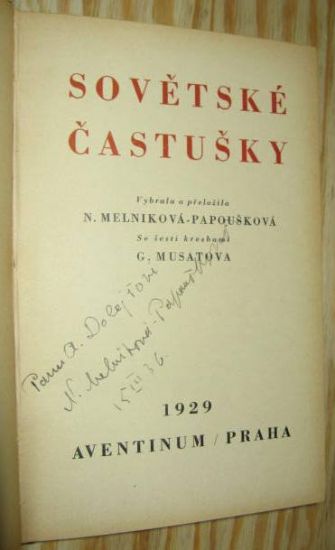 SOVĚTSKÉ
ČASTUŠKY
Vybrala a přeložila
N. MELNIKOVÁ-PAPOUŠKOVÁ
Se šesti kresbami
G. MUSATOVA
Panu A. Dolejšovi
N. Melniková-Papoušková
15 III 36.
1929
AVENTINUM / PRAHA